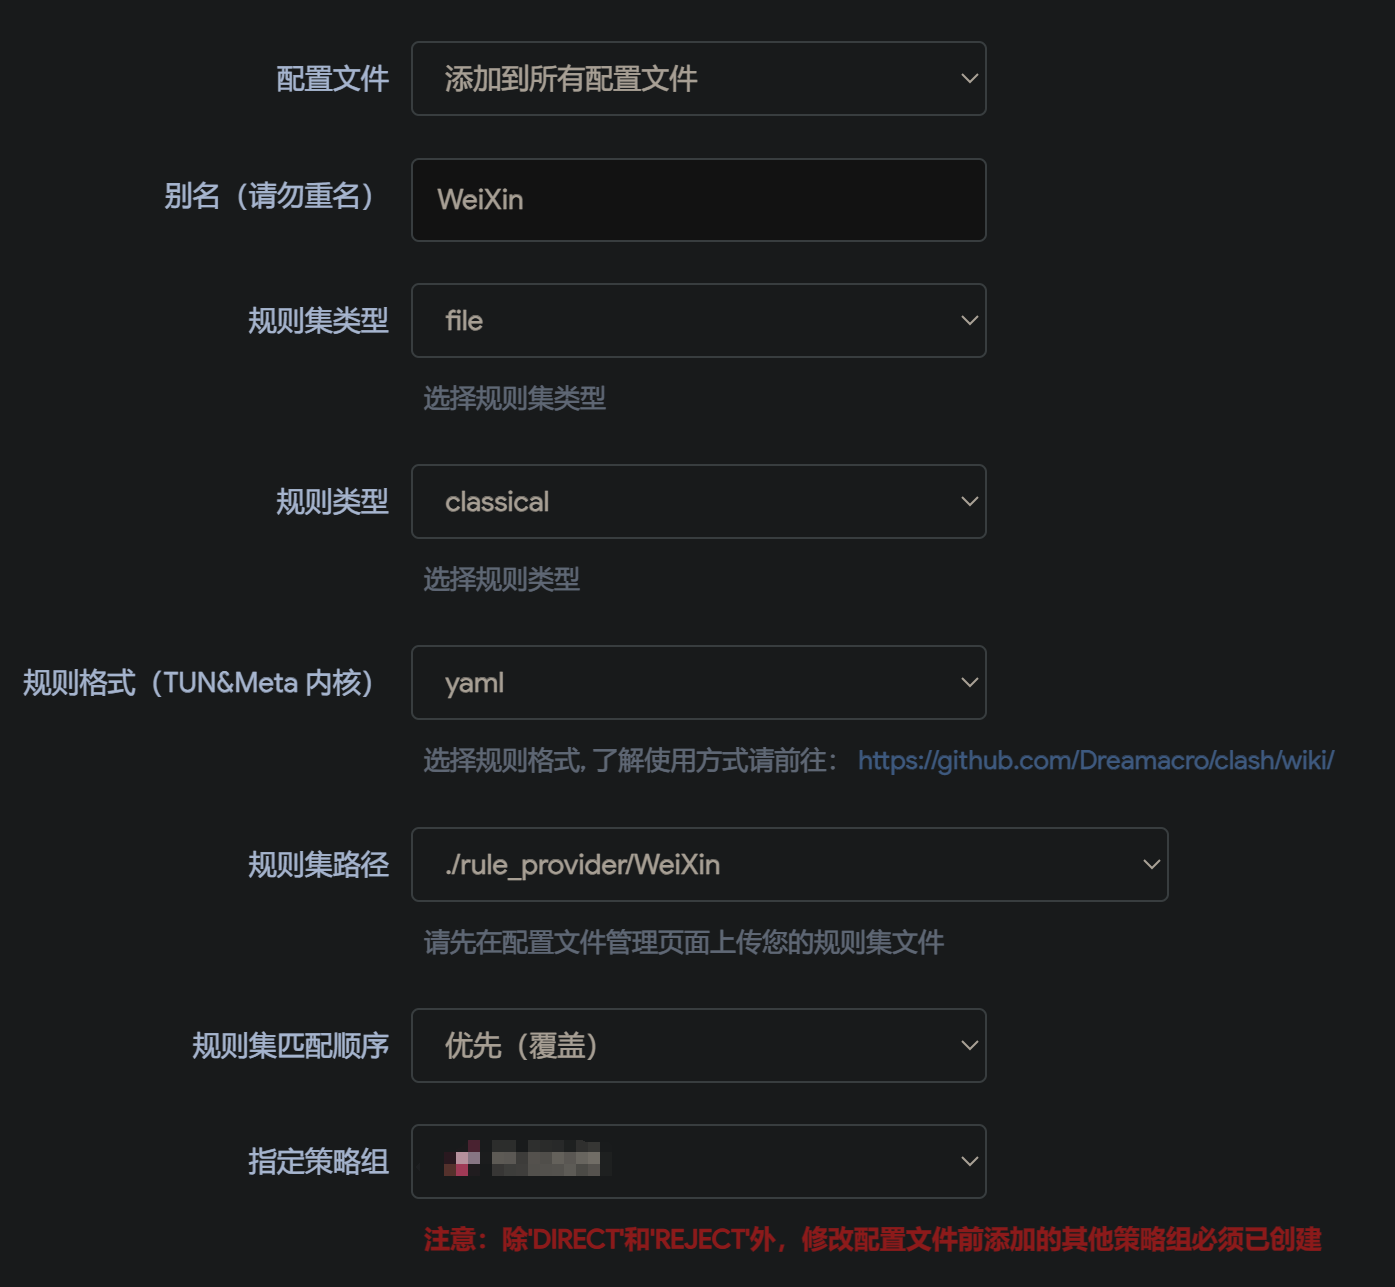 配置文件 添加到所有配置文件
别名（请勿重名） WeiXin
规则集类型 file
选择规则集类型
规则类型 classical
选择规则类型
规则格式（TUN&Meta 内核） yaml
选择规则格式, 了解使用方式请前往： https://github.com/Dreamacro/clash/wiki/
规则集路径 ./rule_provider/WeiXin
请先在配置文件管理页面上传您的规则集文件
规则集匹配顺序 优先（覆盖）
指定策略组
注意：除'DIRECT'和'REJECT'外，修改配置文件前添加的其他策略组必须已创建